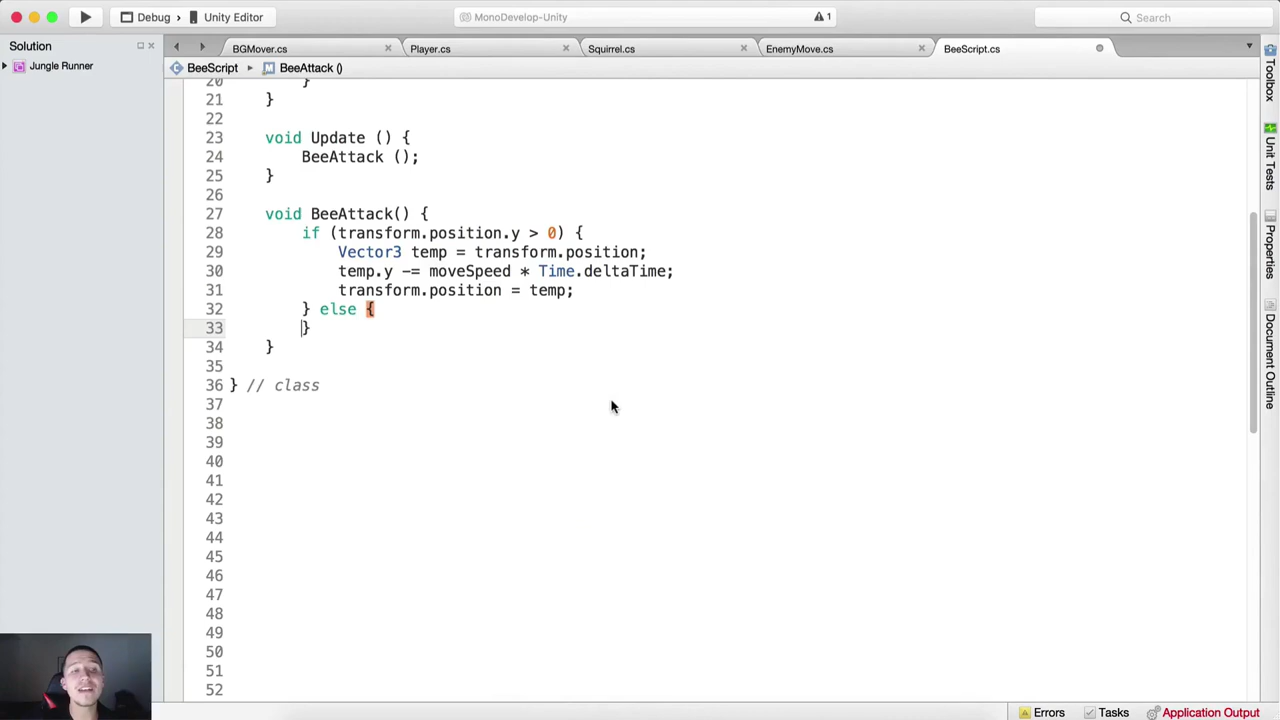 Debug
Unity Editor
MonoDevelop-Unity
1
Search
Solution
BGMover.cs
Player.cs
Squirrel.cs
EnemyMove.cs
BeeScript.cs
Jungle Runner
BeeScript
BeeAttack ()
20 }
21 }
22
23 void Update () {
24 BeeAttack ();
25 }
26
27 void BeeAttack() {
28 if (transform.position.y > 0) {
29 Vector3 temp = transform.position;
30 temp.y -= moveSpeed * Time.deltaTime;
31 transform.position = temp;
32 } else {
33 }
34 }
35
36 } // class
37
38
39
40
41
42
43
44
45
46
47
48
49
50
51
52
Toolbox
Unit Tests
Properties
Document Outline
Errors
Tasks
Application Output